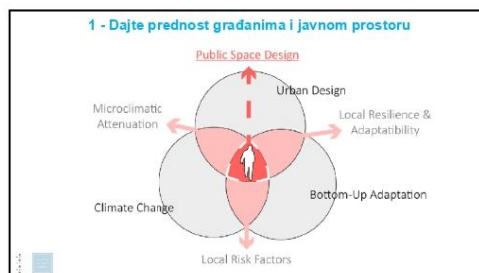 1 - Dajte prednost građanima i javnom prostoru
Public Space Design
Urban Design
Microclimatic
Attenuation
Local Resilience &
Adaptatibility
Climate Change
Bottom-Up Adaptation
Local Risk Factors